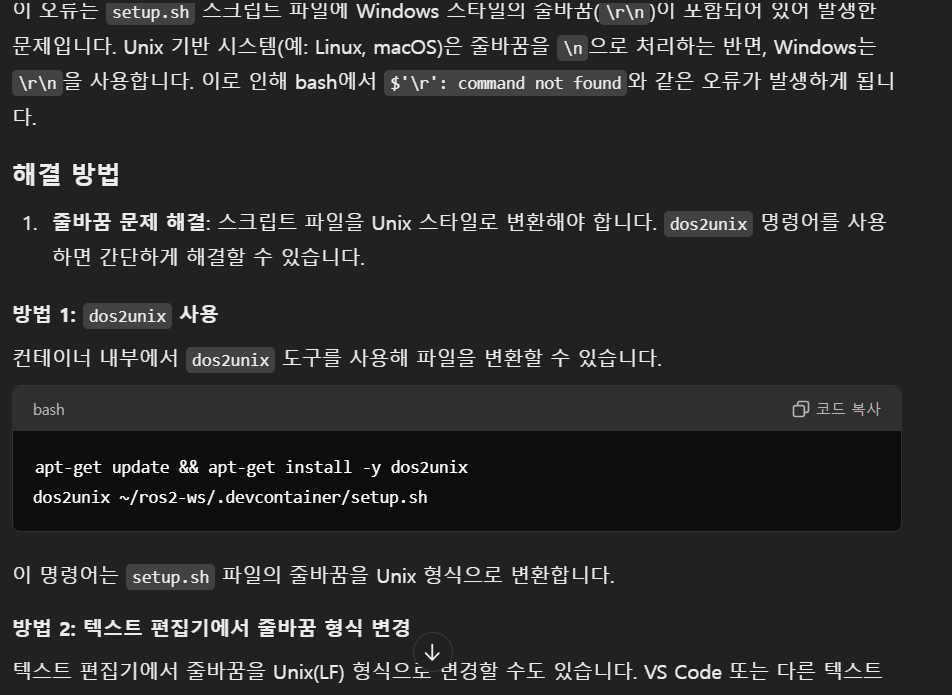 이 오류는 setup.sh 스크립트 파일에 Windows 스타일의 줄바꿈(\r\n)이 포함되어 있어 발생한
문제입니다. Unix 기반 시스템(예: Linux, macOS)은 줄바꿈을 \n으로 처리하는 반면, Windows는
\r\n을 사용합니다. 이로 인해 bash에서 $'\r': command not found와 같은 오류가 발생하게 됩니
다.
해결 방법
1. 줄바꿈 문제 해결: 스크립트 파일을 Unix 스타일로 변환해야 합니다. dos2unix 명령어를 사용
하면 간단하게 해결할 수 있습니다.
방법 1: dos2unix 사용
컨테이너 내부에서 dos2unix 도구를 사용해 파일을 변환할 수 있습니다.
bash 코드 복사
apt-get update && apt-get install -y dos2unix
dos2unix ~/ros2-ws/.devcontainer/setup.sh
이 명령어는 setup.sh 파일의 줄바꿈을 Unix 형식으로 변환합니다.
방법 2: 텍스트 편집기에서 줄바꿈 형식 변경
텍스트 편집기에서 줄바꿈을 Unix(LF) 형식으로 변경할 수도 있습니다. VS Code 또는 다른 텍스트